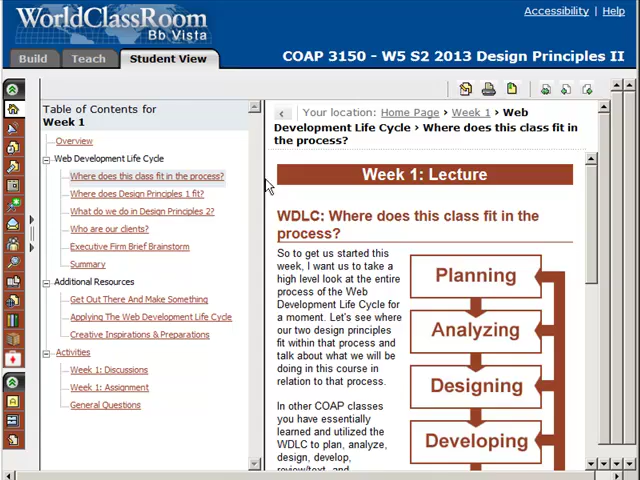 WorldClassRoom
Bb Vista
Accessibility | Help
Build
Teach
Student View
COAP 3150 - W5 S2 2013 Design Principles II
Table of Contents for
Week 1
Overview
Web Development Life Cycle
Where does this class fit in the process?
Where does Design Principles 1 fit?
What do we do in Design Principles 2?
Who are our clients?
Executive Firm Brief Brainstorm
Summary
Additional Resources
Get Out There And Make Something
Applying The Web Development Life Cycle
Creative Inspirations & Preparations
Activities
Week 1: Discussions
Week 1: Assignment
General Questions
Your location: Home Page › Week 1 › Web
Development Life Cycle › Where does this class fit in
the process?
Week 1: Lecture
WDLC: Where does this class fit in the
process?
So to get us started this
week, I want us to take a
high level look at the entire
process of the Web
Development Life Cycle for
a moment. Let's see where
our two design principles
fit within that process and
talk about what we will be
doing in this course in
relation to that process.
In other COAP classes
you have essentially
learned and utilized the
WDLC to plan, analyze,
design, develop,
review/text, and
Planning
Analyzing
Designing
Developing